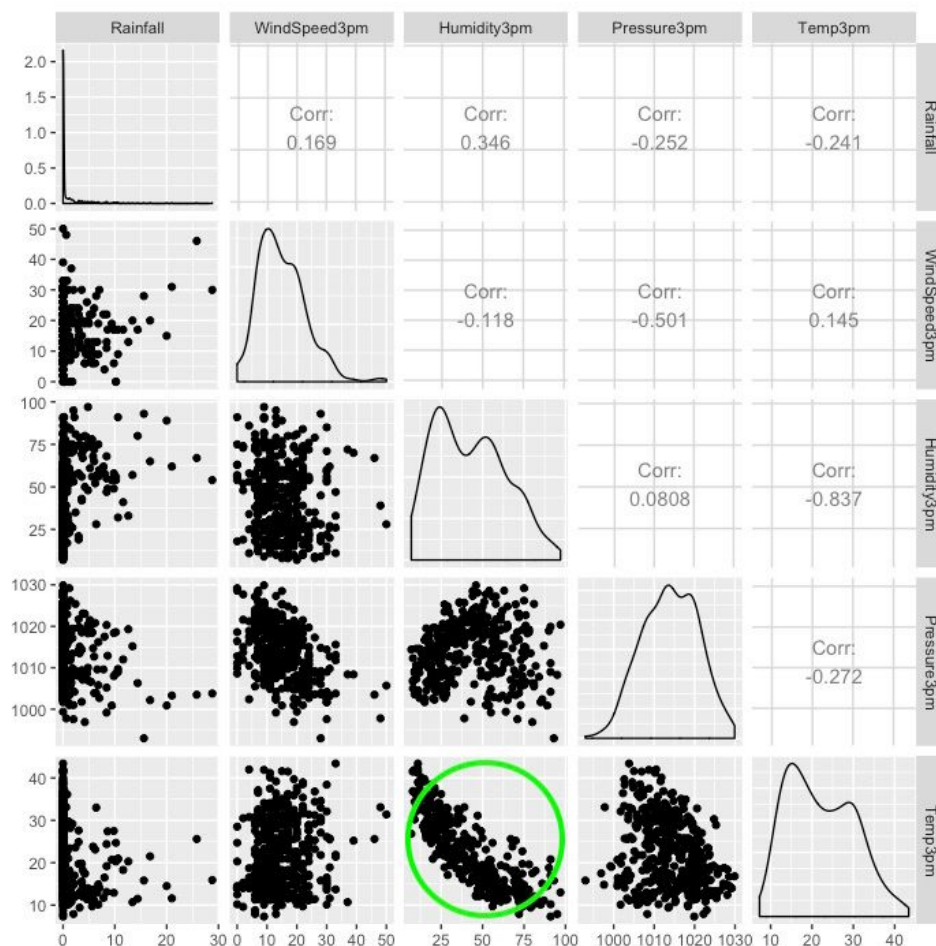 Rainfall WindSpeed3pm Humidity3pm Pressure3pm Temp3pm
2.0
1.5
1.0
0.5
0.0
Corr:
0.169
Corr:
0.346
Corr:
-0.252
Corr:
-0.241
Rainfall
50
40
30
20
10
0
Corr:
-0.118
Corr:
-0.501
Corr:
0.145
WindSpeed3pm
100
75
50
25
Corr:
0.0808
Corr:
-0.837
Humidity3pm
1030
1020
1010
1000
Corr:
-0.272
Pressure3pm
40
30
20
10
Temp3pm
0 10 20 30 0 10 20 30 40 50 25 50 75 100 1000 1010 1020 1030 10 20 30 40